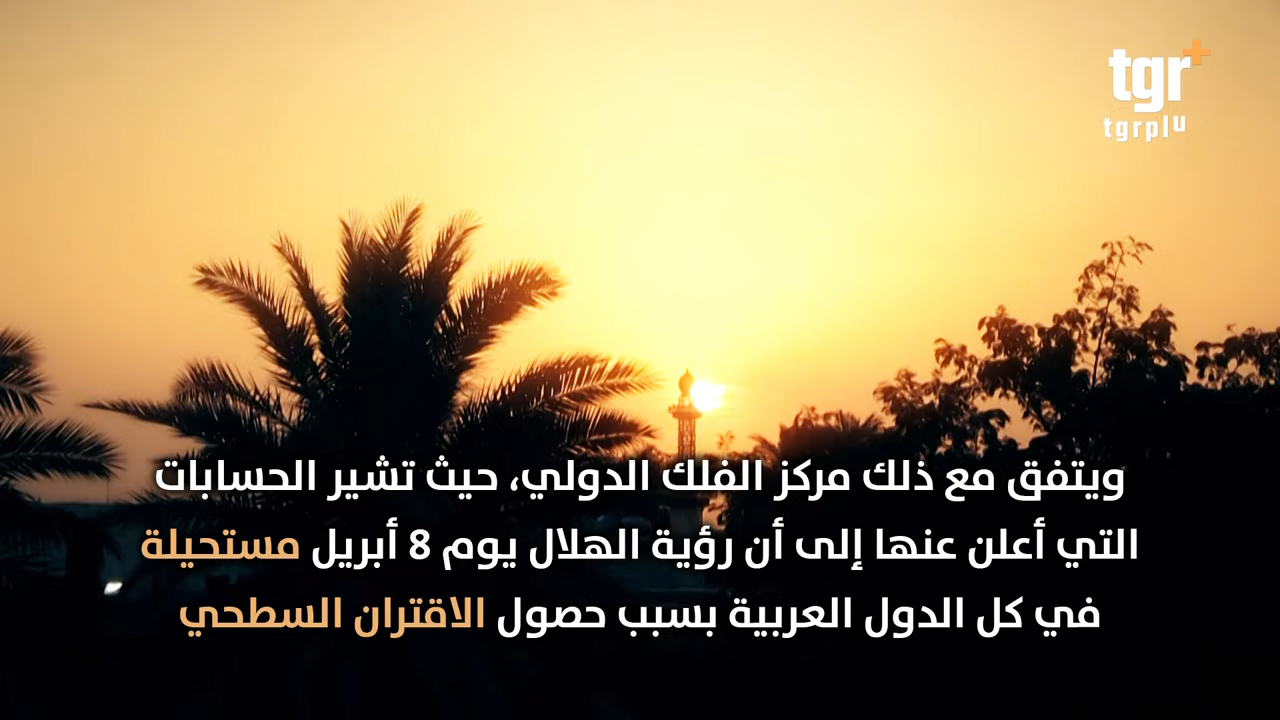 tgr+
tgrplu
ويتفق مع ذلك مركز الفلك الدولي، حيث تشير الحسابات
التي أعلن عنها إلى أن رؤية الهلال يوم 8 أبريل مستحيلة
في كل الدول العربية بسبب حصول الاقتران السطحي